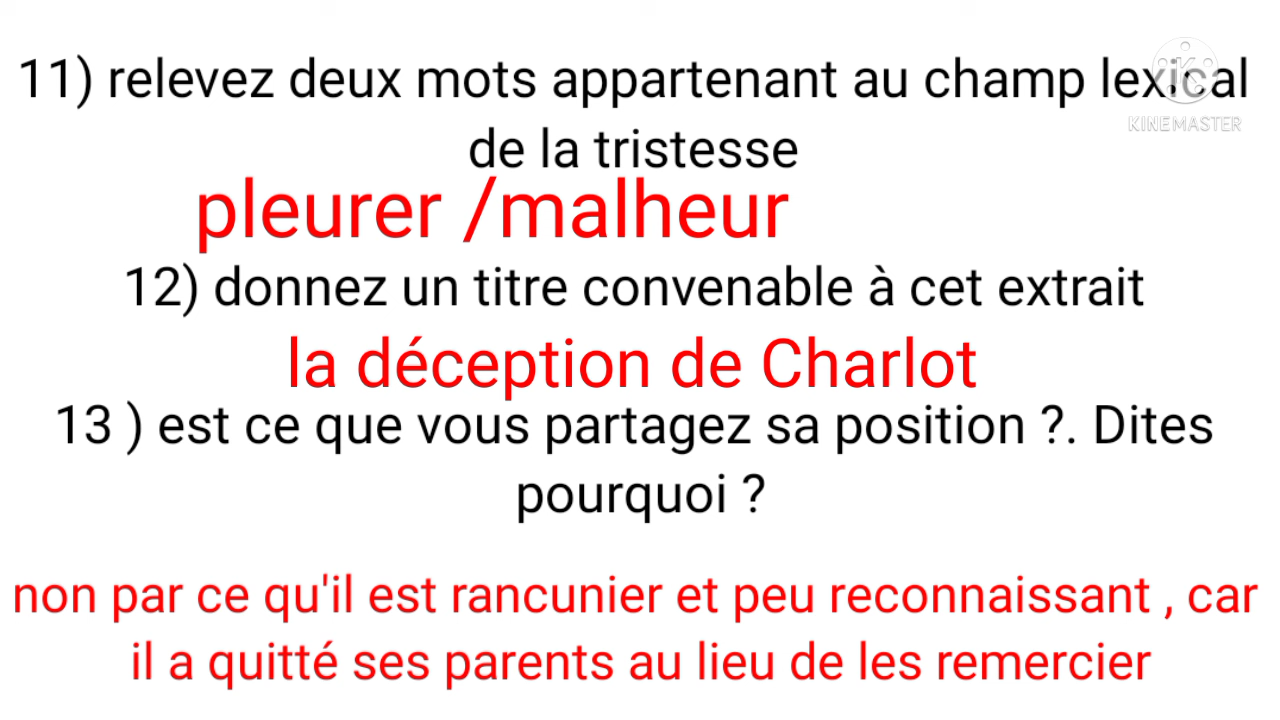 11) relevez deux mots appartenant au champ lexical
de la tristesse
pleurer /malheur
12) donnez un titre convenable à cet extrait
la déception de Charlot
13 ) est ce que vous partagez sa position ?. Dites
pourquoi ?
non par ce qu'il est rancunier et peu reconnaissant , car
il a quitté ses parents au lieu de les remercier
K
KINEMASTER